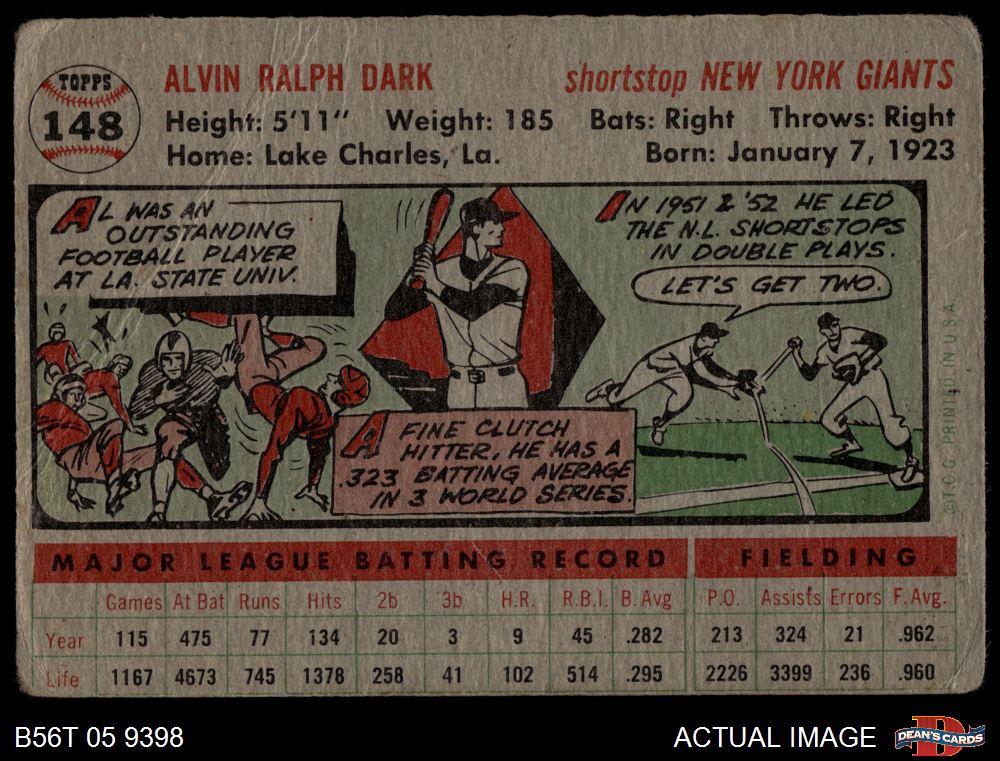 TOPPS
148
ALVIN RALPH DARK
shortstop NEW YORK GIANTS
Height: 5'11" Weight: 185 Bats: Right Throws: Right
Home: Lake Charles, La. Born: January 7, 1923
AL WAS AN
OUTSTANDING
FOOTBALL PLAYER
AT LA. STATE UNIV.
A FINE CLUTCH
HITTER, HE HAS A
.323 BATTING AVERAGE
IN 3 WORLD SERIES.
IN 1951 & '52 HE LED
THE N.L. SHORTSTOPS
IN DOUBLE PLAYS.
LET'S GET TWO.
© T.C.G. PRINTED IN U.S.A.
MAJOR LEAGUE BATTING RECORD FIELDING
Games At Bat Runs Hits 2b 3b H.R. R.B.I. B. Avg P.O. Assists Errors F. Avg.
Year 115 475 77 134 20 3 9 45 .282 213 324 21 .962
Life 1167 4673 745 1378 258 41 102 514 .295 2226 3399 236 .960
B56T 05 9398 ACTUAL IMAGE DEAN'S CARDS